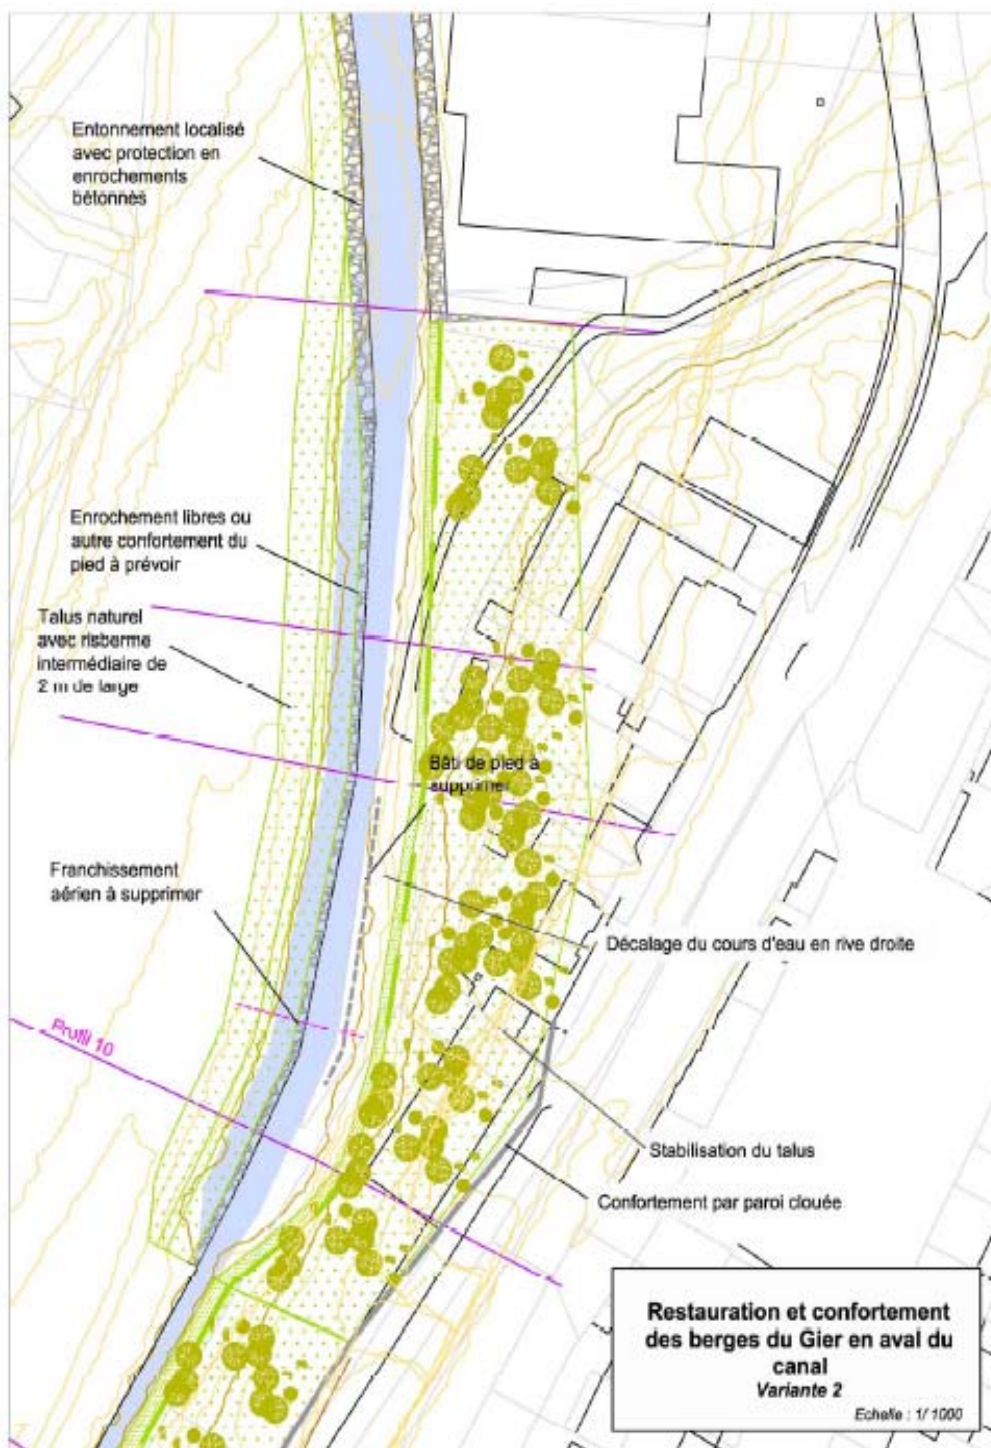 Entonnement localisé
avec protection en
enrochements
bétonnés
Enrochement libres ou
autre confortement du
pied à prévoir
Talus naturel
avec risberme
intermédiaire de
2 m de large
Bâti de pied à
supprimer
Franchissement
aérien à supprimer
Décalage du cours d'eau en rive droite
Profil 10
Stabilisation du talus
Confortement par paroi clouée
Restauration et confortement
des berges du Gier en aval du
canal
Variante 2
Echelle : 1/ 1000